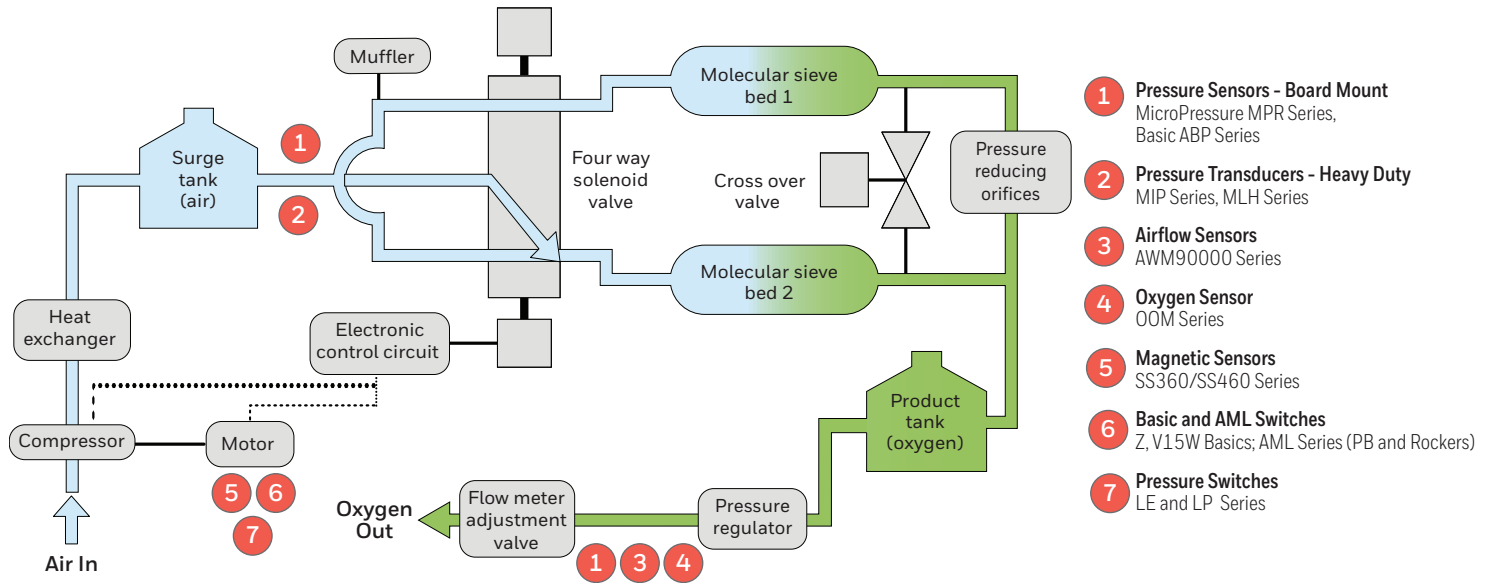 Muffler
Molecular sieve
bed 1
1
Surge
tank
(air)
2
Four way
solenoid
valve
Cross over
valve
Pressure
reducing
orifices
Molecular sieve
bed 2
Heat
exchanger
Electronic
control circuit
Compressor
Motor
5
6
7
Air In
Product
tank
(oxygen)
Oxygen
Out
Flow meter
adjustment
valve
Pressure
regulator
1
3
4
1
Pressure Sensors - Board Mount
MicroPressure MPR Series,
Basic ABP Series
2
Pressure Transducers - Heavy Duty
MIP Series, MLH Series
3
Airflow Sensors
AWM90000 Series
4
Oxygen Sensor
OOM Series
5
Magnetic Sensors
SS360/SS460 Series
6
Basic and AML Switches
Z, V15W Basics; AML Series (PB and Rockers)
7
Pressure Switches
LE and LP Series